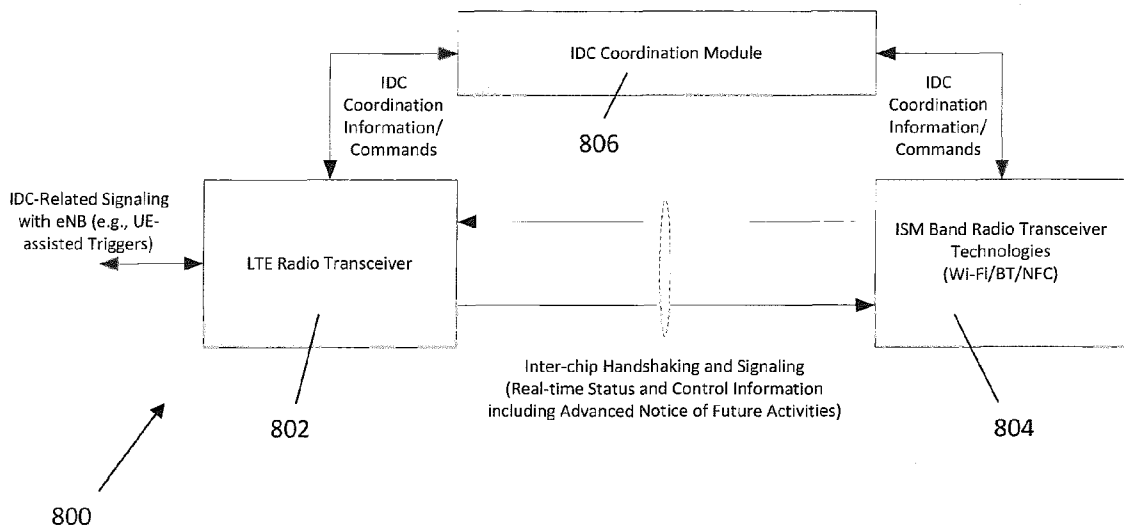 IDC Coordination Module
806
IDC
Coordination
Information/
Commands
IDC
Coordination
Information/
Commands
IDC-Related Signaling
with eNB (e.g., UE-
assisted Triggers)
LTE Radio Transceiver
802
ISM Band Radio Transceiver
Technologies
(Wi-Fi/BT/NFC)
804
Inter-chip Handshaking and Signaling
(Real-time Status and Control Information
including Advanced Notice of Future Activities)
800